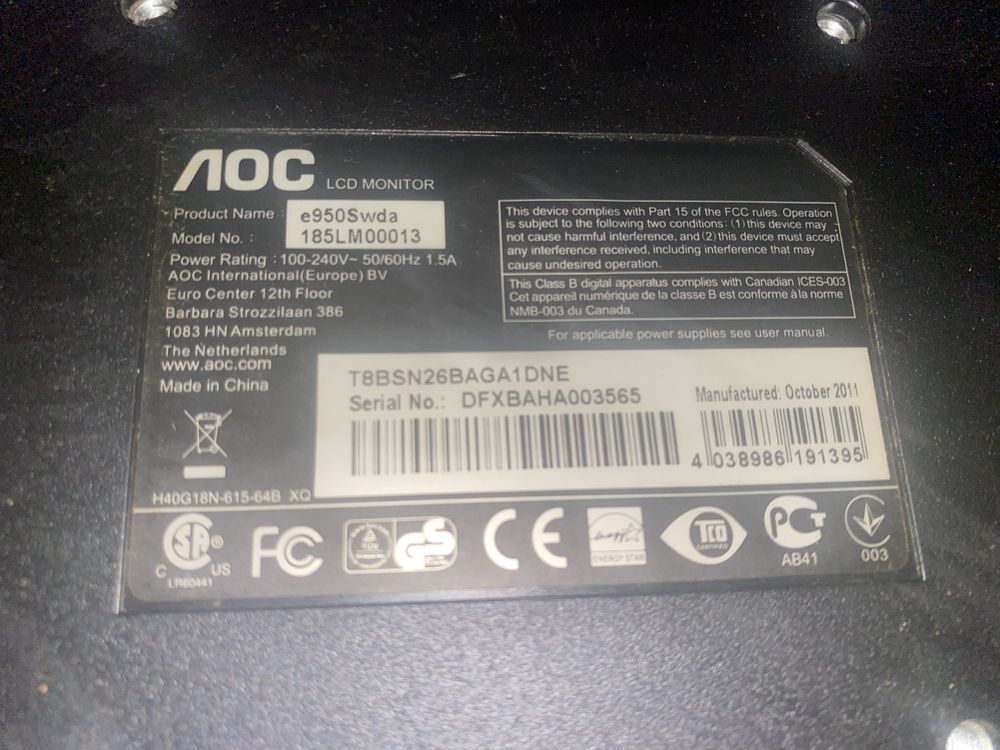 AOC LCD MONITOR
Product Name : e950Swda
Model No. : 185LM00013
Power Rating : 100-240V~ 50/60Hz 1.5A
AOC International(Europe) BV
Euro Center 12th Floor
Barbara Strozzilaan 386
1083 HN Amsterdam
The Netherlands
www.aoc.com
Made in China
This device complies with Part 15 of the FCC rules. Operation
is subject to the following two conditions: (1) this device may
not cause harmful interference, and (2) this device must accept
any interference received, including interference that may
cause undesired operation.
This Class B digital apparatus complies with Canadian ICES-003
Cet appareil numérique de la classe B est conforme à la norme
NMB-003 du Canada.
For applicable power supplies see user manual.
T8BSN26BAGA1DNE
Serial No.: DFXBAHA003565
Manufactured: October 2011
4 038986 191395
H40G18N-615-64B XQ
C SA ® US
LR60441
FC
TUV GS
CE
energy
ENERGY STAR
TCO
CERTIFIED
PCT
AB41
003